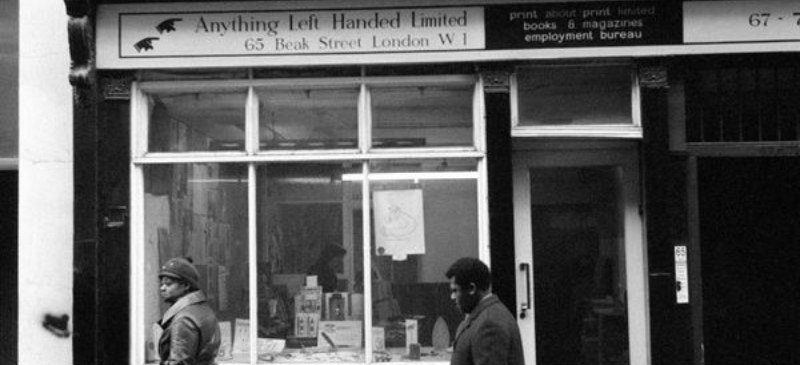 Anything Left Handed Limited
65 Beak Street London W 1
print about print limited
books & magazines
employment bureau
67 - 7
65